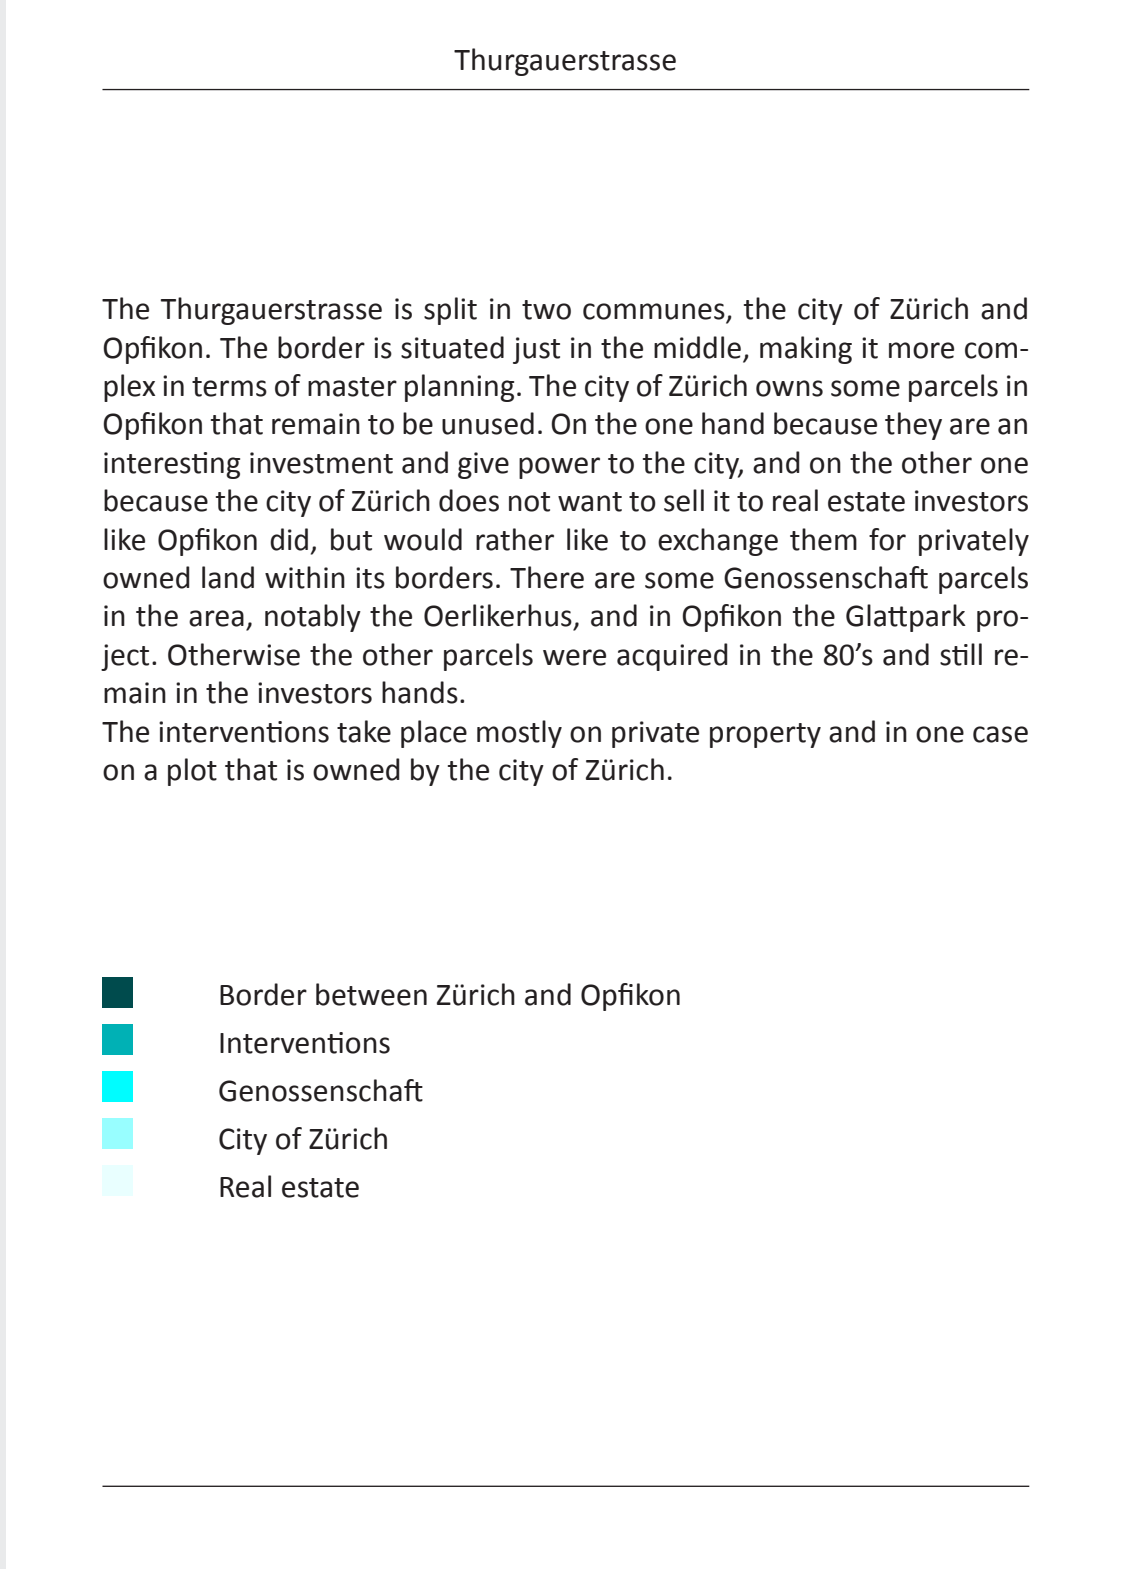 Thurgauerstrasse
The Thurgauerstrasse is split in two communes, the city of Zürich and
Opfikon. The border is situated just in the middle, making it more com-
plex in terms of master planning. The city of Zürich owns some parcels in
Opfikon that remain to be unused. On the one hand because they are an
interesting investment and give power to the city, and on the other one
because the city of Zürich does not want to sell it to real estate investors
like Opfikon did, but would rather like to exchange them for privately
owned land within its borders. There are some Genossenschaft parcels
in the area, notably the Oerlikerhus, and in Opfikon the Glattpark pro-
ject. Otherwise the other parcels were acquired in the 80’s and still re-
main in the investors hands.
The interventions take place mostly on private property and in one case
on a plot that is owned by the city of Zürich.
Border between Zürich and Opfikon
Interventions
Genossenschaft
City of Zürich
Real estate